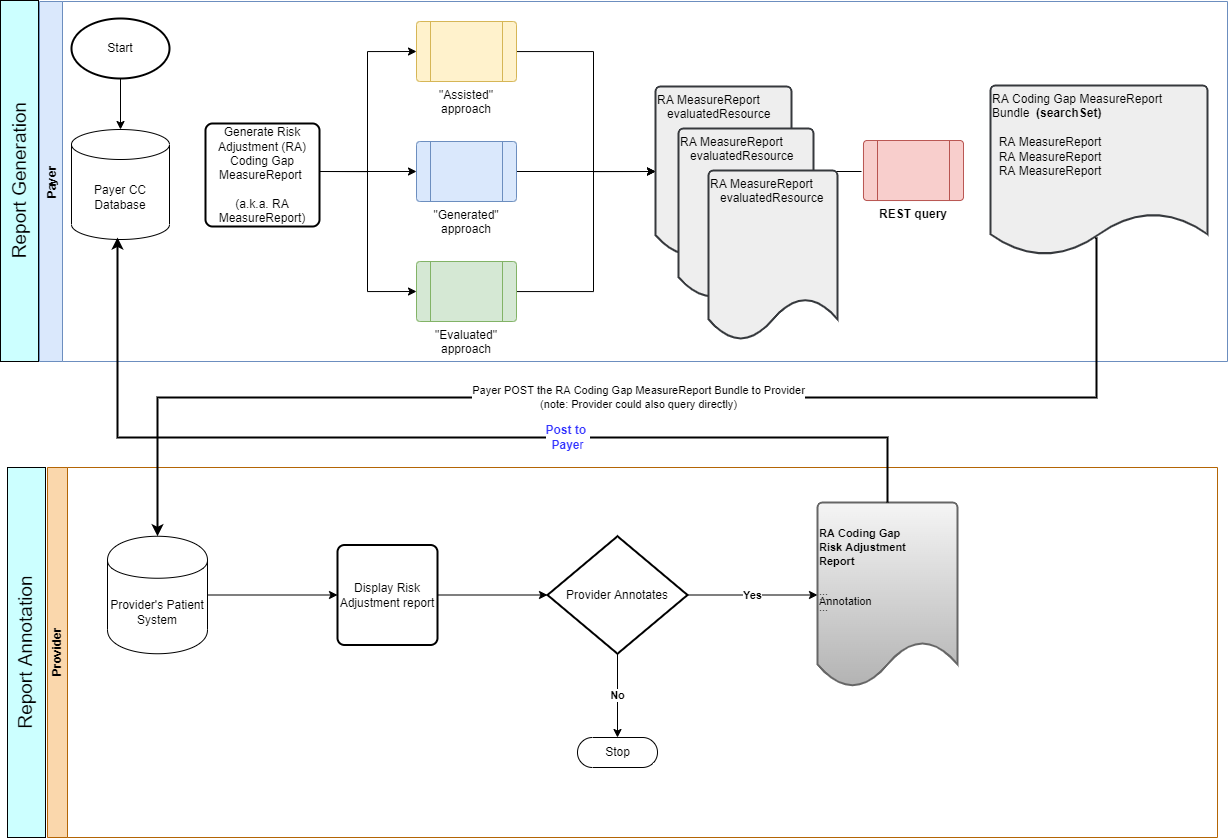 Report Generation
Payer
Start
Payer CC
Database
Generate Risk
Adjustment (RA)
Coding Gap
MeasureReport
(a.k.a. RA
MeasureReport)
"Assisted"
approach
"Generated"
approach
"Evaluated"
approach
RA MeasureReport
evaluatedResource
RA MeasureReport
evaluatedResource
RA MeasureReport
evaluatedResource
REST query
RA Coding Gap MeasureReport
Bundle (searchSet)
RA MeasureReport
RA MeasureReport
RA MeasureReport
Payer POST the RA Coding Gap MeasureReport Bundle to Provider
(note: Provider could also query directly)
Post to
Payer
Report Annotation
Provider
Provider's Patient
System
Display Risk
Adjustment report
Provider Annotates
Yes
No
Stop
RA Coding Gap
Risk Adjustment
Report
...
Annotation
...